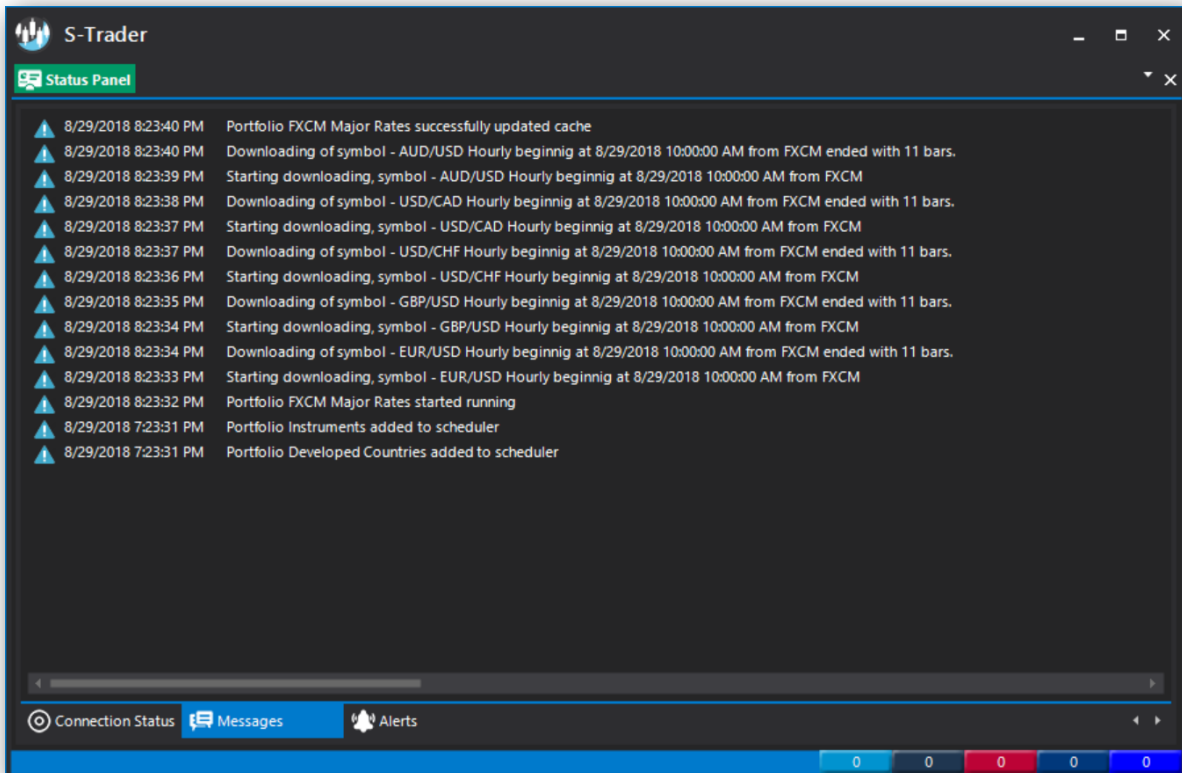 S-Trader
Status Panel
8/29/2018 8:23:40 PM Portfolio FXCM Major Rates successfully updated cache
8/29/2018 8:23:40 PM Downloading of symbol - AUD/USD Hourly beginnig at 8/29/2018 10:00:00 AM from FXCM ended with 11 bars.
8/29/2018 8:23:39 PM Starting downloading, symbol - AUD/USD Hourly beginnig at 8/29/2018 10:00:00 AM from FXCM
8/29/2018 8:23:38 PM Downloading of symbol - USD/CAD Hourly beginnig at 8/29/2018 10:00:00 AM from FXCM ended with 11 bars.
8/29/2018 8:23:37 PM Starting downloading, symbol - USD/CAD Hourly beginnig at 8/29/2018 10:00:00 AM from FXCM
8/29/2018 8:23:37 PM Downloading of symbol - USD/CHF Hourly beginnig at 8/29/2018 10:00:00 AM from FXCM ended with 11 bars.
8/29/2018 8:23:36 PM Starting downloading, symbol - USD/CHF Hourly beginnig at 8/29/2018 10:00:00 AM from FXCM
8/29/2018 8:23:35 PM Downloading of symbol - GBP/USD Hourly beginnig at 8/29/2018 10:00:00 AM from FXCM ended with 11 bars.
8/29/2018 8:23:34 PM Starting downloading, symbol - GBP/USD Hourly beginnig at 8/29/2018 10:00:00 AM from FXCM
8/29/2018 8:23:34 PM Downloading of symbol - EUR/USD Hourly beginnig at 8/29/2018 10:00:00 AM from FXCM ended with 11 bars.
8/29/2018 8:23:33 PM Starting downloading, symbol - EUR/USD Hourly beginnig at 8/29/2018 10:00:00 AM from FXCM
8/29/2018 8:23:32 PM Portfolio FXCM Major Rates started running
8/29/2018 7:23:31 PM Portfolio Instruments added to scheduler
8/29/2018 7:23:31 PM Portfolio Developed Countries added to scheduler
Connection Status Messages Alerts
0 0 0 0 0